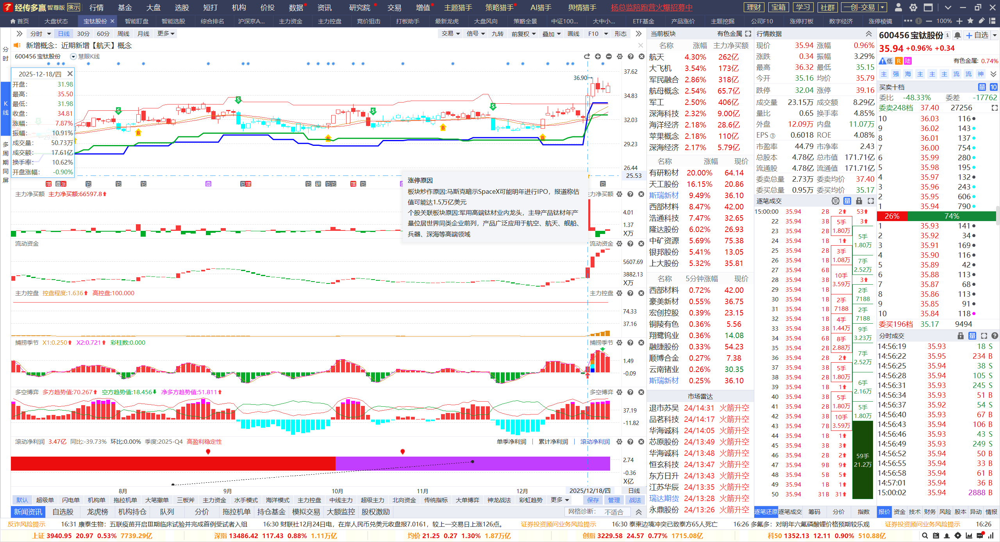 经传多赢 智尊版 演示 行情 基金 大盘 选股 短打 机构 价投 数据 资讯 研究院 交易 增值 主题猎手 策略猎手 AI猎手 舆情猎手 杨总监陪跑营火爆招募中 理财 宝箱 学习 社群 一创-交易
首页 大盘状态 宝钛股份 智能盯盘 智能选股 综合排名 沪深京A... 主力资金 主力控盘 竞价狙击 打板助手 最新龙虎 大盘风向 策略全景 中证100... 大中小... ETF基金 产品涨价 主题挖掘 公司F10 涨停打板 数字经济 涨停棱镜 100%
分时 日线 30分 60分 周线 月线 更多 交易 信号 九转 前复权 叠加 画线 F10 形态
新增概念：近期新增【航天】概念
600456 宝钛股份 慧眼K线
分时
K线
多周期同屏
2025-12-18/四
开盘: 31.98
最高: 35.50
最低: 31.98
收盘: 34.81
涨幅: 7.87%
振幅: 10.91%
成交量: 50.73万
成交额: 17.61亿
换手率: 10.62%
开盘涨幅: -0.90%
36.90
37.62
34.83
32.03
29.23
26.44
25.53
涨停原因
板块炒作原因:马斯克暗示SpaceX可能明年进行IPO，报道称估
值可能达1.5万亿美元
个股关联板块原因:军用高端钛材业内龙头，主导产品钛材年产
量位居世界同类企业前列，产品广泛应用于航空、航天、舰船、
兵器、深海等高端领域
主力净买额 主力净买额:66597.8
4.01
1.37
X万
流动资金 流动资金
5607.69
3882.13
X万
主力控盘 控盘程度:1.636 高控盘:100.000 主力控盘
74.33
37.16
捕捞季节 X1:0.250 X2:0.721 彩柱数:0.000 捕捞季节
1.49
-0.09
多空博弈 多方趋势值:70.267 空方趋势值:18.456 净多方趋势值:51.811 多空博弈
37.19
-11.82
滚动净利润 3.47亿 同比:-39.73% 环比:0.00% 季度:2025-Q4 高盈利稳定性 单季净利润 累计净利润 滚动净利润
2.74
-0.36
X亿
8月 9月 10月 11月 12月 2025/12/18/四 日线
默认 超级单 闪电单 机构单 拖拉机单 大笔撤单 三板斧 主力资金 水手模式 海洋模式 主力控盘 中线主力 超级主力 北向资金 传统指标 大单博弈 神龙战法 彩虹趋势 更多 保存 管理 战法
新闻资讯 自选股 龙虎榜 机构持仓 队列 分价 拖拉机单 持仓基金 模拟交易 大额监控 股权激励 网格诊断: 不适合
当前板块 有色金属
名称 涨幅 主力净买额
航天 4.30% 262亿
大飞机 3.54% 173亿
军民融合 2.86% 318亿
航母概念 2.54% 65.7亿
军工 2.50% 406亿
深海科技 2.32% 9.00亿
海洋经济 2.18% 28.6亿
苹果概念 2.18% 110亿
深海经济 2.17% 5.79亿
名称 涨幅 现价
有研粉材 20.00% 64.14
天工股份 16.15% 20.86
斯瑞新材 9.49% 36.10
西部材料 8.47% 42.00
浩通科技 7.47% 32.65
隆达股份 6.02% 26.93
中矿资源 5.69% 75.38
银邦股份 5.41% 13.05
上大股份 5.32% 35.81
名称 5分钟涨幅 现价
西部材料 0.72% 42.00
豪美新材 0.55% 36.75
宏创控股 0.39% 23.15
铜陵有色 0.36% 5.56
翔鹭钨业 0.36% 14.08
融捷股份 0.33% 54.23
顺博合金 0.27% 7.38
云南锗业 0.26% 30.35
斯瑞新材 0.25% 36.10
市场雷达
退市苏吴 24/14:31 火箭升空
品茗科技 24/14:17 火箭升空
华海诚科 24/14:05 火箭升空
芯原股份 24/13:49 火箭升空
华海诚科 24/13:48 火箭升空
恒玄科技 24/13:47 火箭升空
东方日升 24/13:43 火箭升空
江苏华辰 24/13:35 火箭升空
瑞达期货 24/13:28 火箭升空
永鼎股份 24/13:26 火箭升空
行情数据
现价 35.94 涨幅 0.96%
涨跌 0.34 振幅 3.29%
最高 36.32 最低 35.15
今开 35.16 均价 35.79
跌停 32.04 涨停 39.16
成交量 23.15万 成交额 8.29亿
量比 0.65 换手率 4.85%
外盘 12.09万 内盘 11.07万
EPS③ 0.6018 ROE 4.08%
市盈率 44.79 市净率 2.43
总股本 4.78亿 总市值 171.71亿
流通股 4.78亿 流通值 171.71亿
委卖总量 2.73万 委卖均价 37.40
委买总量 0.95万 委买均价 35.17
逐笔成交 单 量
15:00:00 35.94 2B 2 53
22 35.94 3B 3
23 35.94 2B
24 35.94 1B 1
25 35.94 2B
26 35.94 1B
27 35.94 6B
28 35.94 3B 3
29 35.94 1B
30 35.94 1B
31 35.94 1B
32 35.94 1B
33 35.94 3B
34 35.94 6B
35 35.94 2B
36 35.94 2B 2
37 35.94 3B
38 35.94 2B
39 35.94 1B 1
40 35.94 3B
41 35.94 2B
42 35.94 3B
43 35.94 7B
44 35.94 1B 1
45 35.94 3B 3
46 35.94 2B 2
47 35.94 9B 9
48 35.94 5B 5
49 35.94 1B 1
50 35.94 31B 31
5手 1.80万
3手 1.08万
10手 3.59万
2手 7188
4手 1.44万
8手 2.88万
5手 1.80万
5手 1.80万
10手 3.59万
5手 1.80万
7手 2.52万
2手 7188
2手 7188
9手 3.23万
7手 2.52万
6手 2.16万
5手 1.80万
59手 21.2万
逐笔还原 逐笔成交 筹码 分价 指数
600456 宝钛股份 自选
35.94 +0.96% +0.34
低 R 陆 有色金属: 0.74%
主 强 海 主 主 主 流 流 神
买卖十档 量 10
委比 -48.33% 委差 -17762
委卖248档 37.40 27256
10 36.03 116
9 36.02 143
8 36.01 137
7 36.00 754
6 35.99 280
5 35.98 195
4 35.97 132
3 35.96 243
2 35.95 606
1 35.94 790
26% 74%
1 35.93 141
2 35.92 34
3 35.91 169
4 35.90 116
5 35.89 42
6 35.88 113
7 35.87 68
8 35.86 113
9 35.85 91
10 35.84 118
委买196档 35.17 9494
分时成交 量
14:56:19 35.93 18 S
14:56:22 35.95 234 B
14:56:25 35.94 38 S
14:56:28 35.94 105 S
14:56:31 35.93 245 S
14:56:34 35.93 51 B
14:56:37 35.92 54 S
14:56:40 35.93 67 B
14:56:43 35.94 106 B
14:56:46 35.93 43 S
14:56:49 35.93 249 S
14:56:52 35.94 50 B
14:56:55 35.94 33 B
14:56:58 35.94 61 B
14:57:01 35.94 36 B
15:00:02 35.94 2888 B
报价 资金 技术 财务 风险 股本 异动 情报
反诈风险提示 16:31 康泰生物：五联疫苗开启Ⅲ期临床试验并完成首例受试者入组 16:30 财联社12月24日电，在岸人民币兑美元收盘报7.0161，较上一交易日上涨126点。 证券投资顾问业务风险提示 16:30 泰柬边境冲突已致泰方65人死亡 16:26 多氟多：对明年六氟磷酸锂价格预期较乐观 证券投资顾问业务风险提示 16:26
上证 3940.95 20.97 0.53% 7739.29亿 深指 13486.42 117.43 0.88% 1.11万亿 均价 21.25 0.27 1.30% 1.87万亿 创指 3229.58 24.57 0.77% 1715.08亿 科50 1352.13 12.11 0.90% 510.88亿